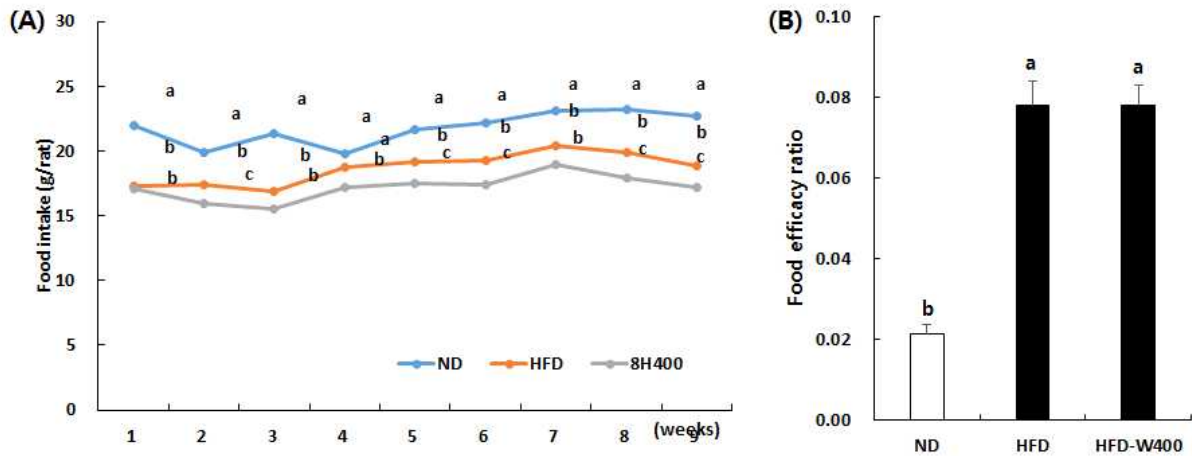 (A)
30
25
20
15
10
5
0
Food intake (g/rat)
a a a a a a a a a
b b b a b b b b b
b c b b c c b c c
ND HFD 8H400
1 2 3 4 5 6 7 8 9
(weeks)
(B)
0.10
0.08
0.06
0.04
0.02
0.00
Food efficacy ratio
b a a
ND HFD HFD-W400